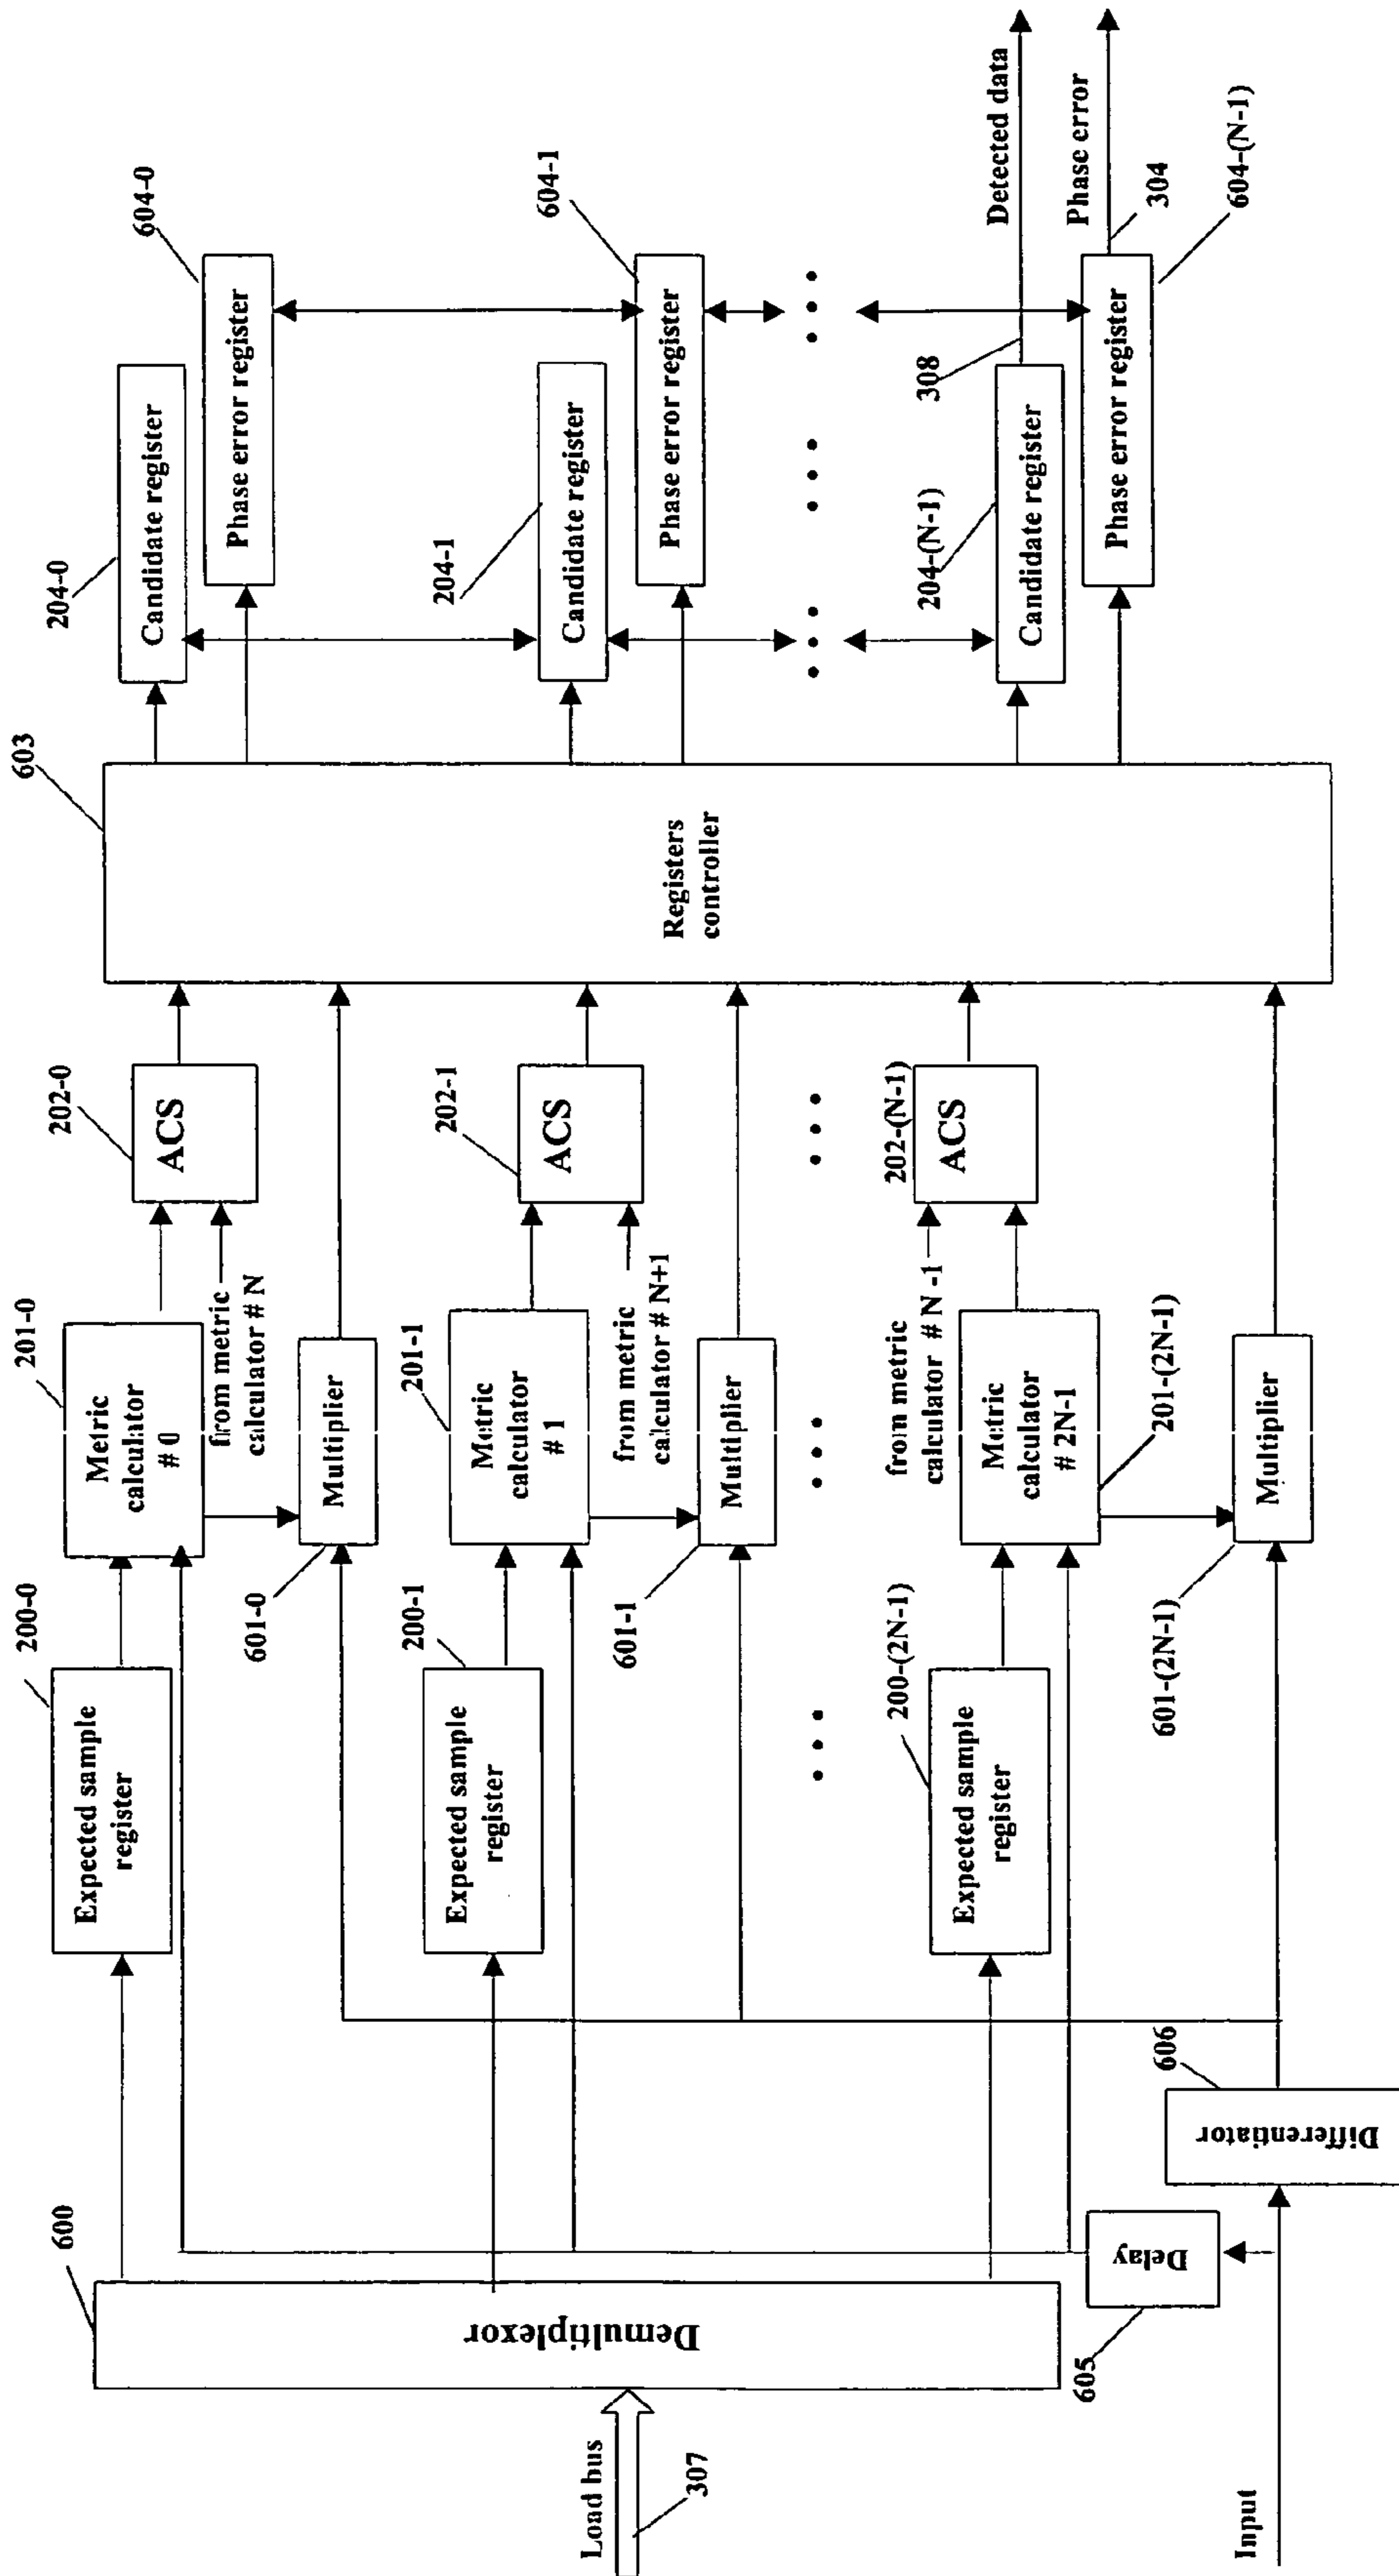 600
Demultiplexor
Load bus
307
Input
605
Delay
606
Differentiator
200-0
Expected sample
register
201-0
Metric
calculator
# 0
from metric
calculator # N
202-0
ACS
601-0
Multiplier
200-1
Expected sample
register
201-1
Metric
calculator
# 1
from metric
calculator # N+1
202-1
ACS
601-1
Multiplier
200-(2N-1)
Expected sample
register
from metric
calculator # N -1
Metric
calculator
# 2N-1
201-(2N-1)
202-(N-1)
ACS
601-(2N-1)
Multiplier
603
Registers
controller
204-0
Candidate register
604-0
Phase error register
204-1
Candidate register
604-1
Phase error register
204-(N-1)
Candidate register
308
Detected data
Phase error register
Phase error
304
604-(N-1)